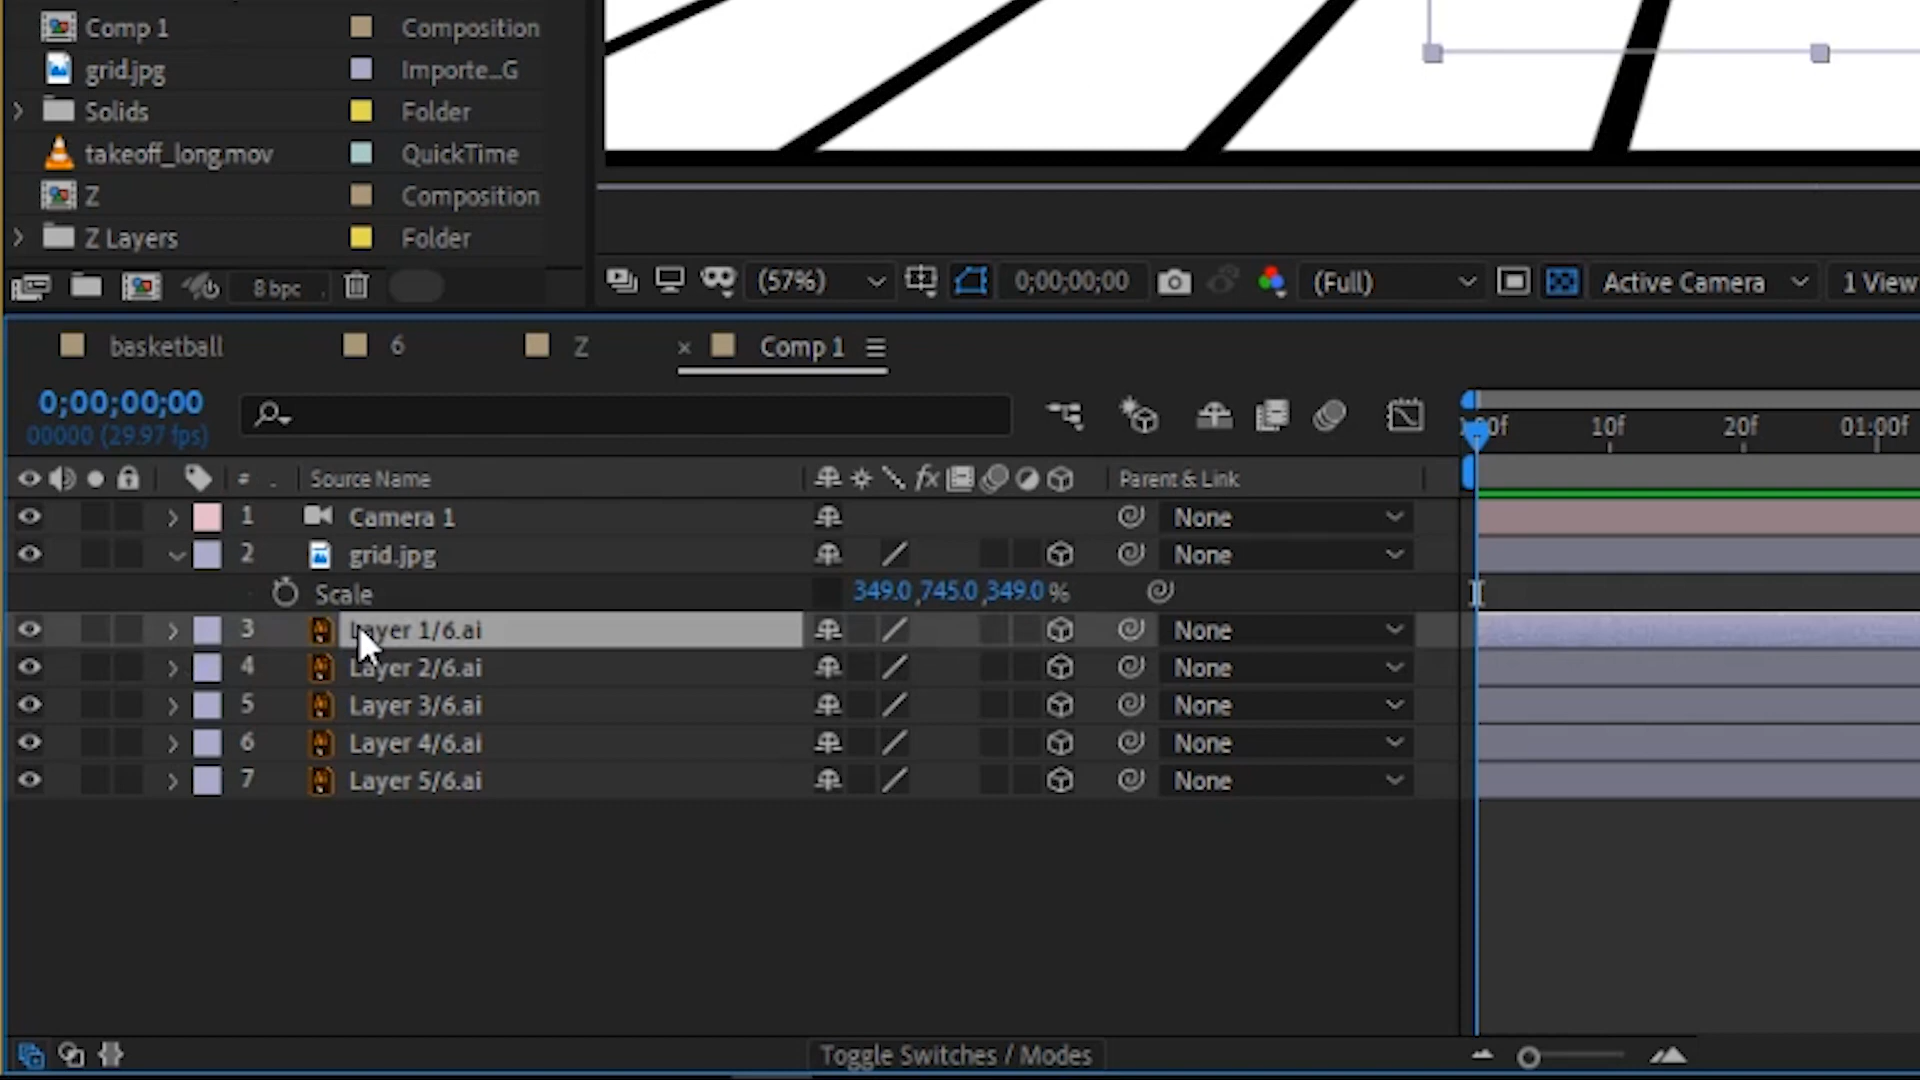 Comp 1 Composition
grid.jpg Importe...G
Solids Folder
takeoff_long.mov QuickTime
Z Composition
Z Layers Folder
8 bpc
(57%) 0;00;00;00 (Full) Active Camera 1 View
basketball 6 Z × Comp 1
0;00;00;00
00000 (29.97 fps)
10f 20f 01:00f
# . Source Name fx Parent & Link
1 Camera 1 None
2 grid.jpg None
Scale 349.0,745.0,349.0 %
3 Layer 1/6.ai None
4 Layer 2/6.ai None
5 Layer 3/6.ai None
6 Layer 4/6.ai None
7 Layer 5/6.ai None
Toggle Switches / Modes